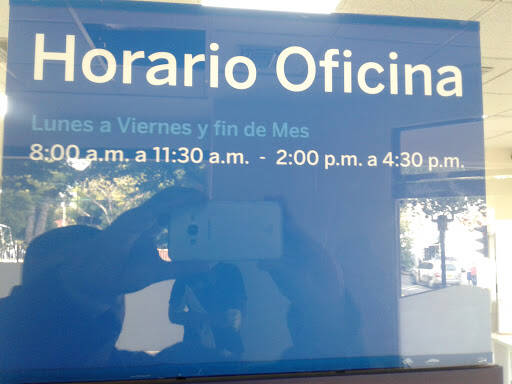 Horario Oficina
Lunes a Viernes y fin de Mes
8:00 a.m. a 11:30 a.m. - 2:00 p.m. a 4:30 p.m.